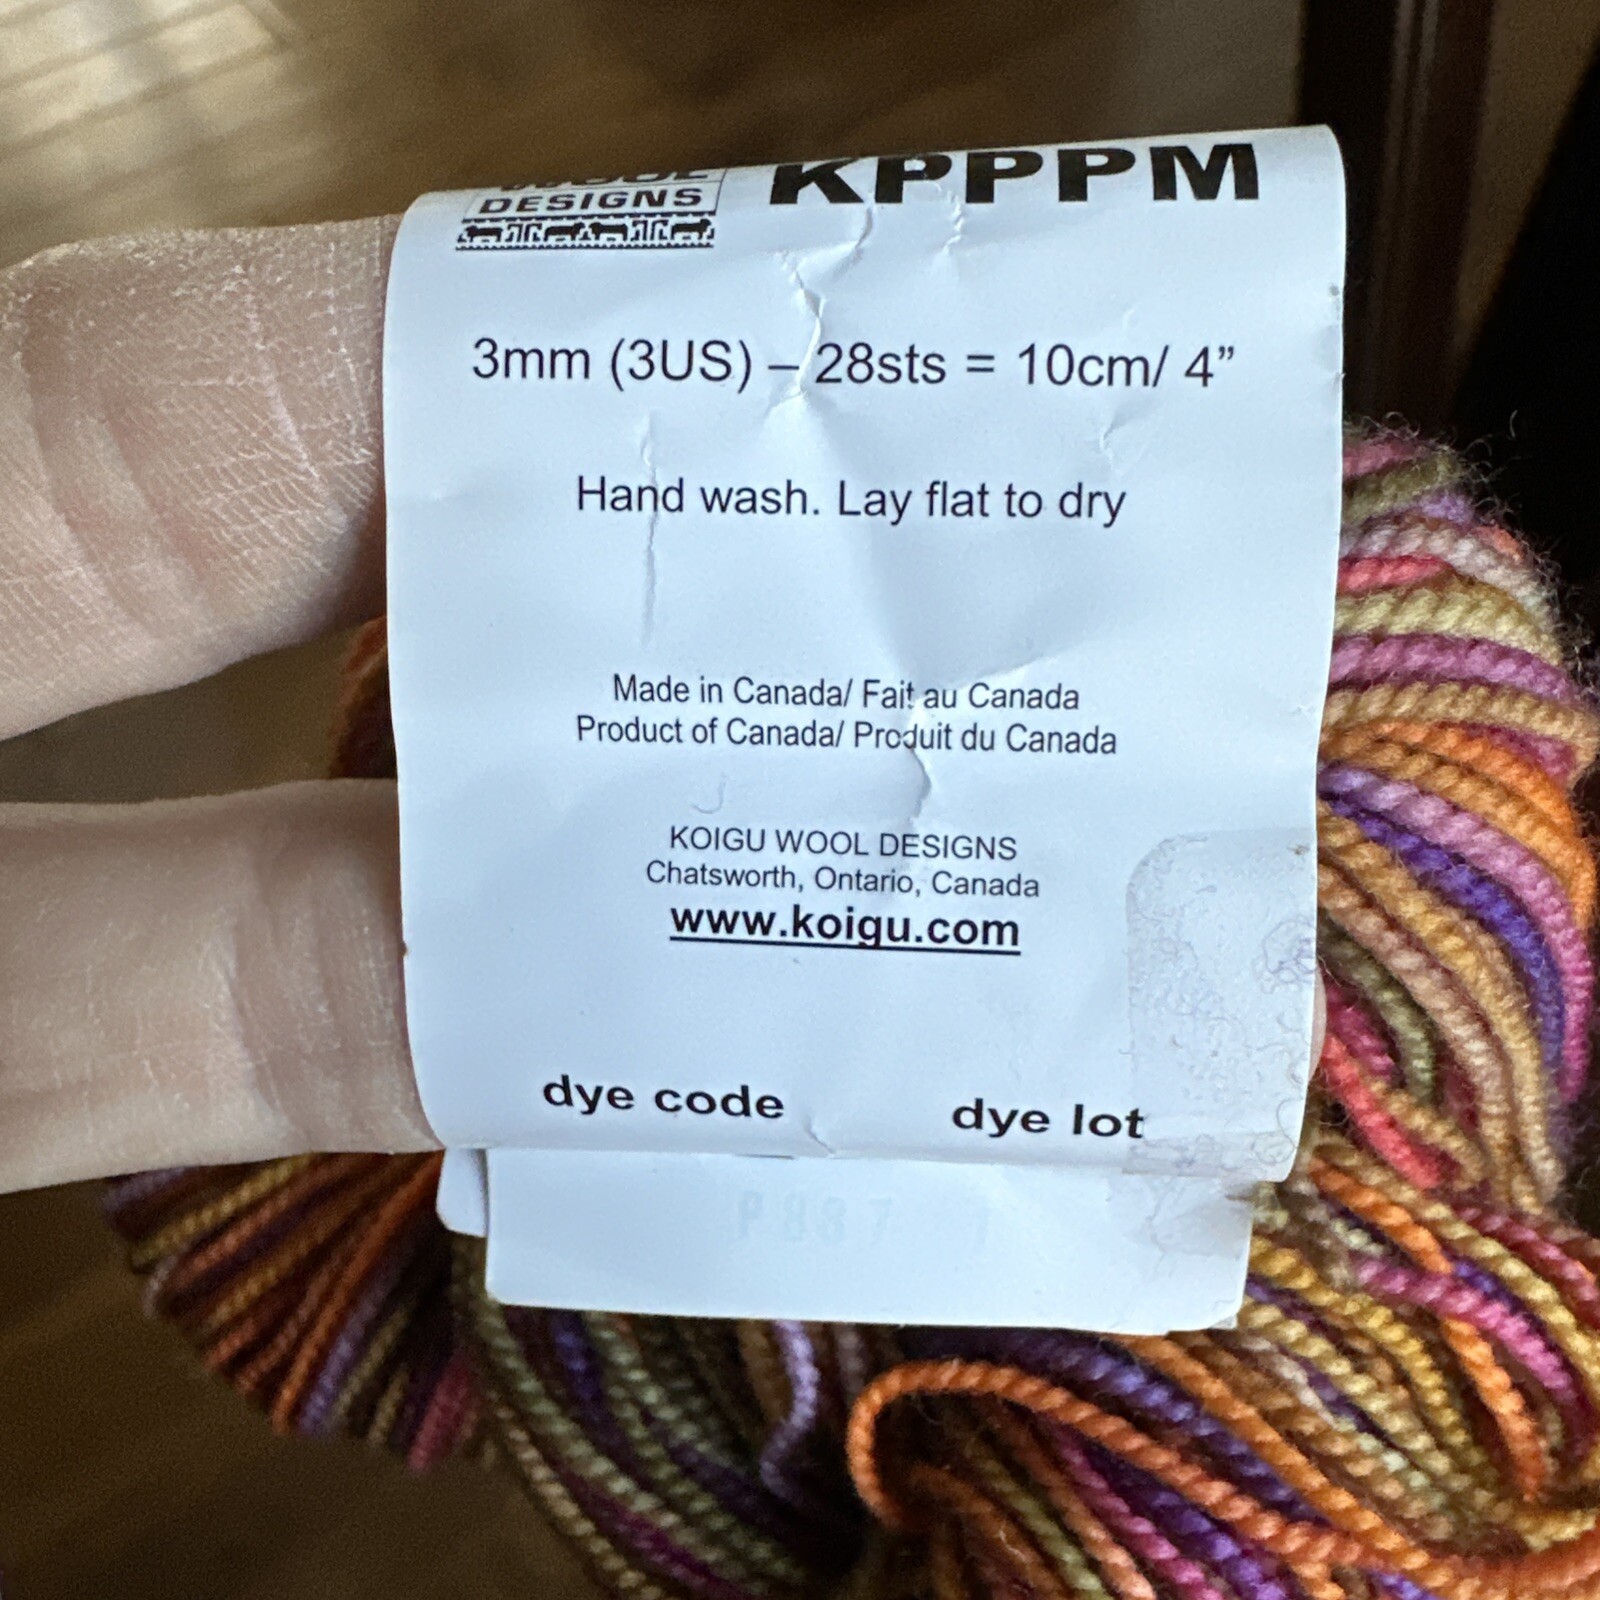 DESIGNS
KPPPM
3mm (3US) – 28sts = 10cm/ 4”
Hand wash. Lay flat to dry
Made in Canada/ Fait au Canada
Product of Canada/ Produit du Canada
KOIGU WOOL DESIGNS
Chatsworth, Ontario, Canada
www.koigu.com
dye code dye lot
P887